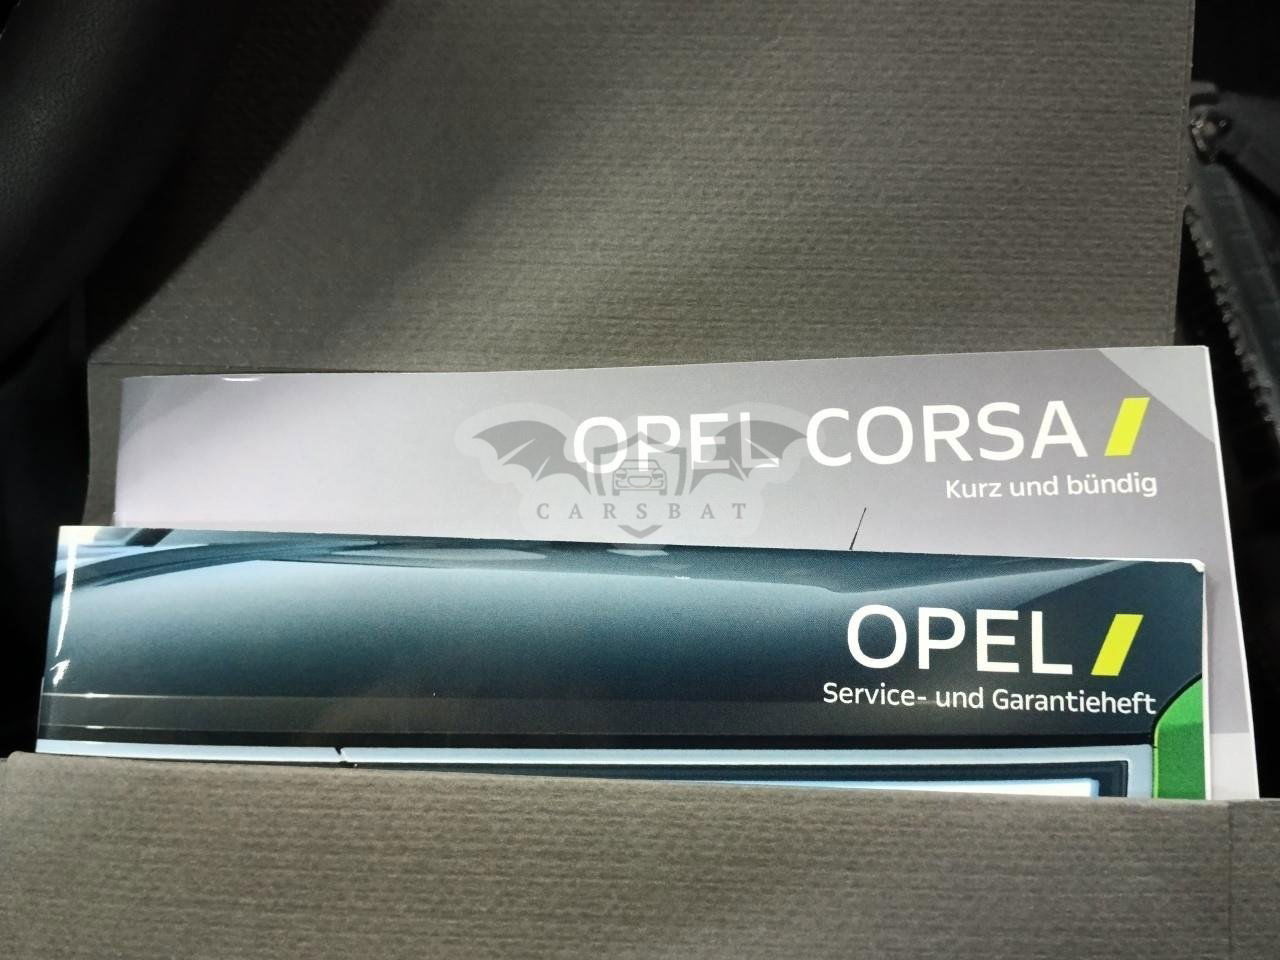 OPEL CORSA
Kurz und bündig
CARSBAT
OPEL
Service- und Garantieheft